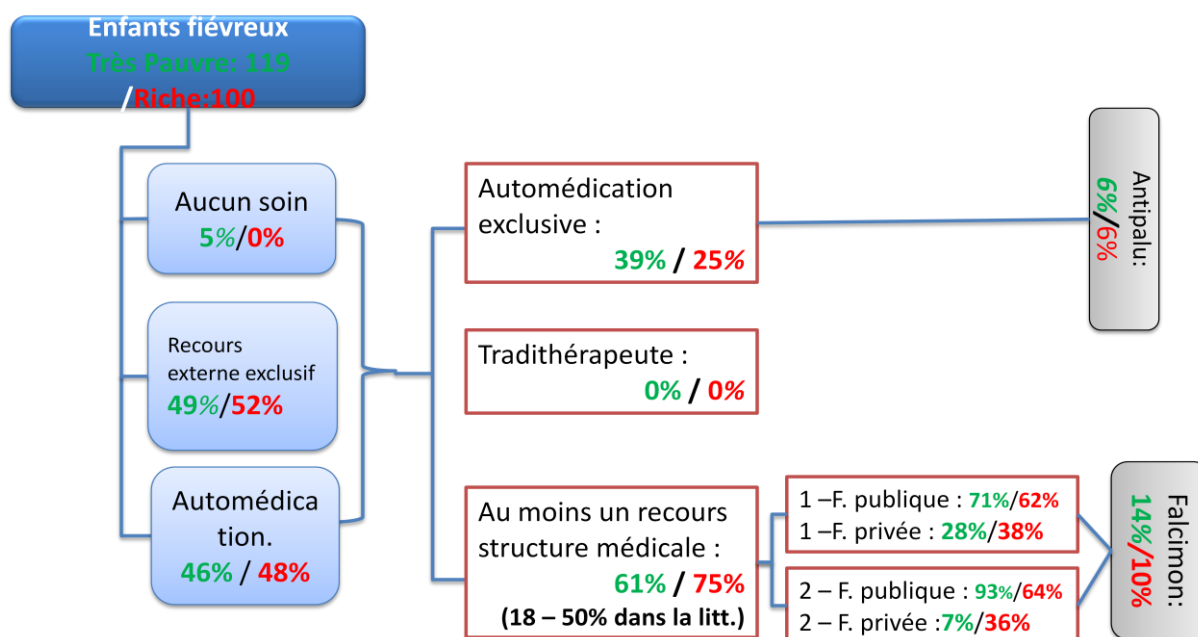 Enfants fiévreux
Très Pauvre: 119
/Riche:100
Aucun soin
5%/0%
Recours
externe exclusif
49%/52%
Automédica
tion.
46% / 48%
Automédication
exclusive :
39% / 25%
Tradithérapeute :
0% / 0%
Au moins un recours
structure médicale :
61% / 75%
(18 – 50% dans la litt.)
1 –F. publique : 71%/62%
1 –F. privée : 28%/38%
2 – F. publique : 93%/64%
2 – F. privée :7%/36%
Antipalu:
6%/6%
Falcimon:
14%/10%